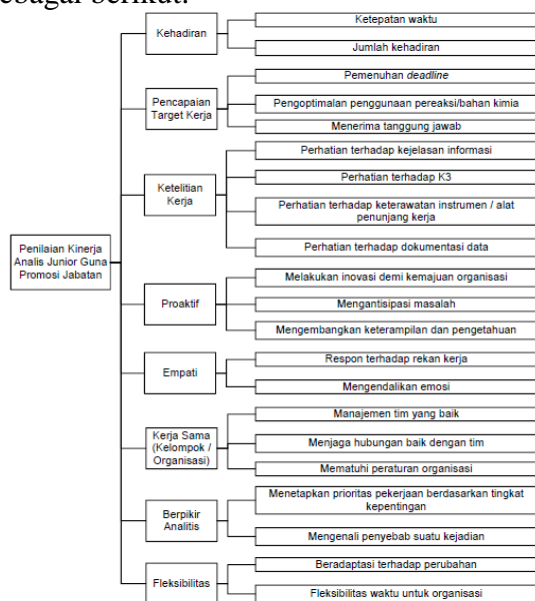 sebagai berikut:
Kehadiran
Ketepatan waktu
Jumlah kehadiran
Pencapaian
Target Kerja
Pemenuhan deadline
Pengoptimalan penggunaan pereaksi/bahan kimia
Menerima tanggung jawab
Ketelitian
Kerja
Perhatian terhadap kejelasan informasi
Perhatian terhadap K3
Perhatian terhadap keterawatan instrumen / alat
penunjang kerja
Perhatian terhadap dokumentasi data
Penilaian Kinerja
Analis Junior Guna
Promosi Jabatan
Proaktif
Melakukan inovasi demi kemajuan organisasi
Mengantisipasi masalah
Mengembangkan keterampilan dan pengetahuan
Empati
Respon terhadap rekan kerja
Mengendalikan emosi
Kerja Sama
(Kelompok /
Organisasi)
Manajemen tim yang baik
Menjaga hubungan baik dengan tim
Mematuhi peraturan organisasi
Berpikir
Analitis
Menetapkan prioritas pekerjaan berdasarkan tingkat
kepentingan
Mengenali penyebab suatu kejadian
Fleksibilitas
Beradaptasi terhadap perubahan
Fleksibilitas waktu untuk organisasi